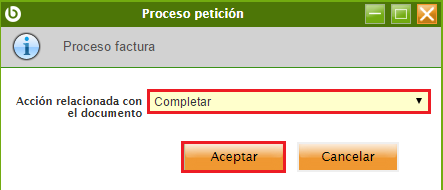 Proceso petición
Proceso factura
Acción relacionada con
el documento
Completar
Aceptar
Cancelar